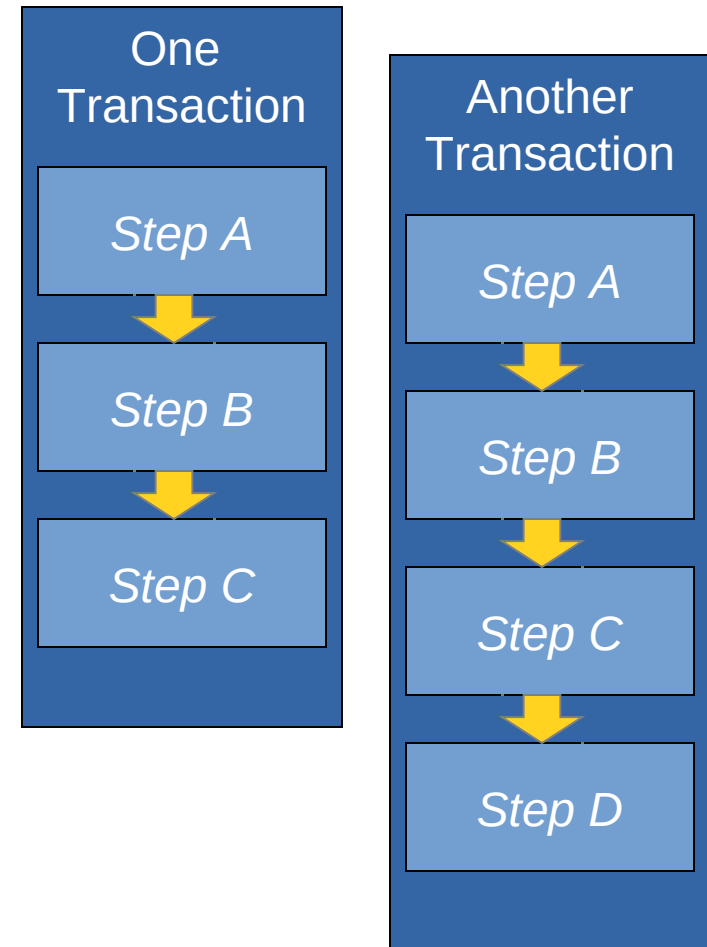 One
Transaction
Step A
Step B
Step C
Another
Transaction
Step A
Step B
Step C
Step D